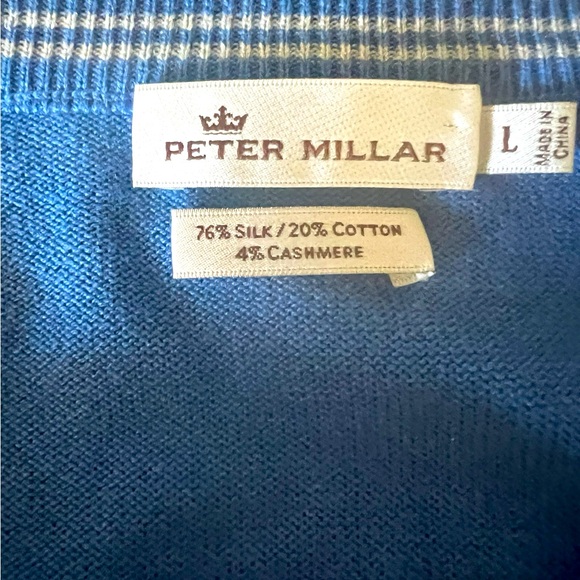 PETER MILLAR
L
MADE IN
CHINA
76% SILK / 20% COTTON
4% CASHMERE